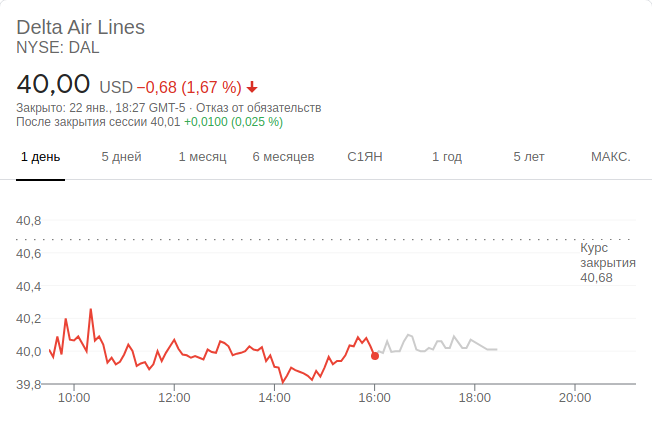 Delta Air Lines
NYSE: DAL
40,00 USD −0,68 (1,67 %)
Закрыто: 22 янв., 18:27 GMT-5 · Отказ от обязательств
После закрытия сессии 40,01 +0,0100 (0,025 %)
1 день 5 дней 1 месяц 6 месяцев С1ЯН 1 год 5 лет МАКС.
40,8
Курс
закрытия
40,68
40,6
40,4
40,2
40,0
39,8
10:00 12:00 14:00 16:00 18:00 20:00